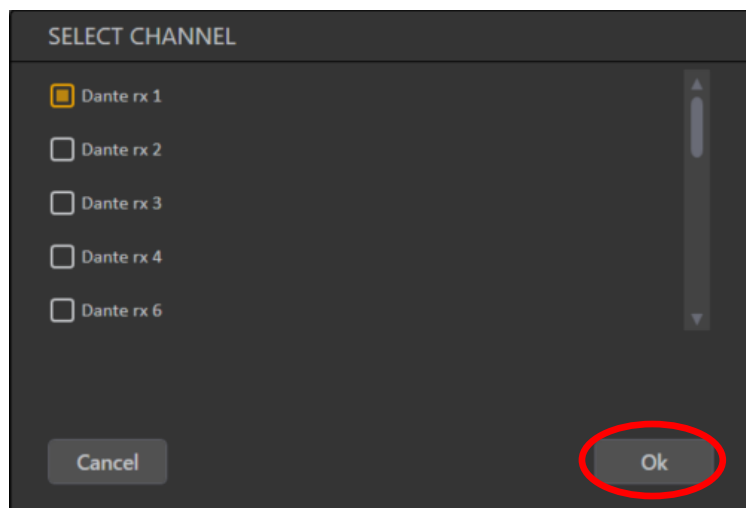 SELECT CHANNEL
Dante rx 1
Dante rx 2
Dante rx 3
Dante rx 4
Dante rx 6
Cancel Ok